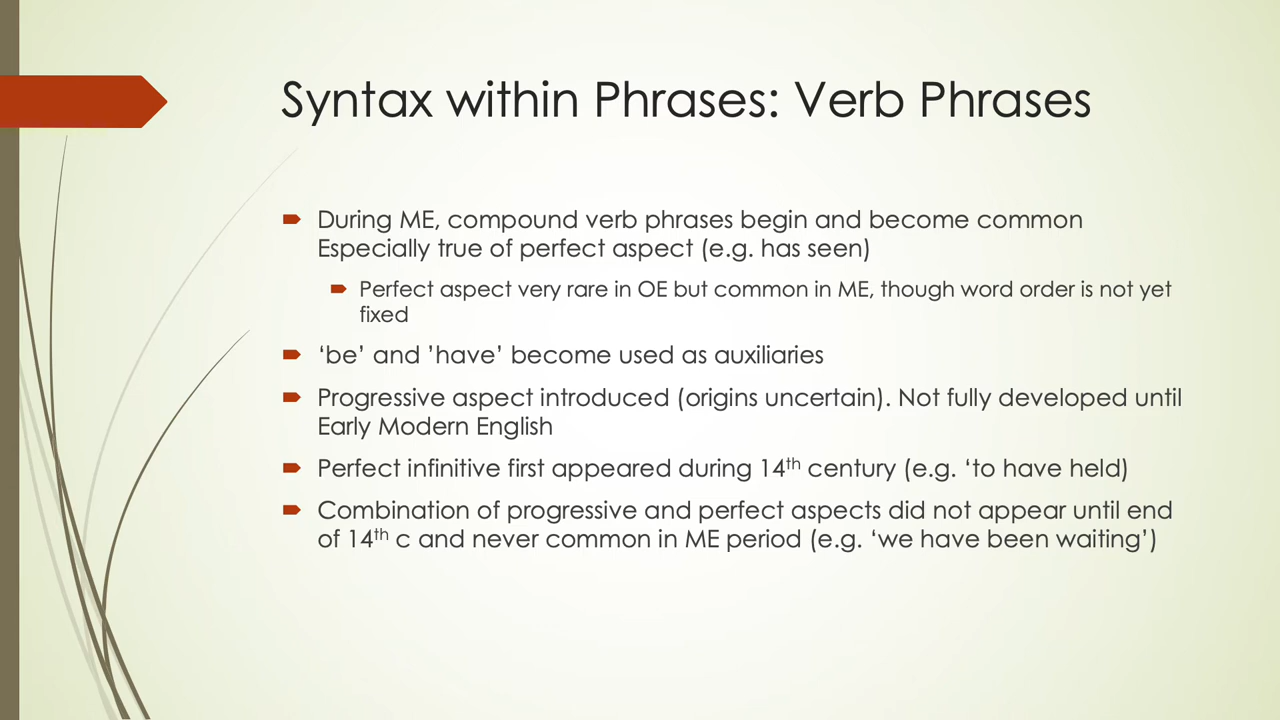 Syntax within Phrases: Verb Phrases
During ME, compound verb phrases begin and become common
Especially true of perfect aspect (e.g. has seen)
Perfect aspect very rare in OE but common in ME, though word order is not yet
fixed
‘be’ and ’have’ become used as auxiliaries
Progressive aspect introduced (origins uncertain). Not fully developed until
Early Modern English
Perfect infinitive first appeared during 14th century (e.g. ‘to have held)
Combination of progressive and perfect aspects did not appear until end
of 14th c and never common in ME period (e.g. ‘we have been waiting’)